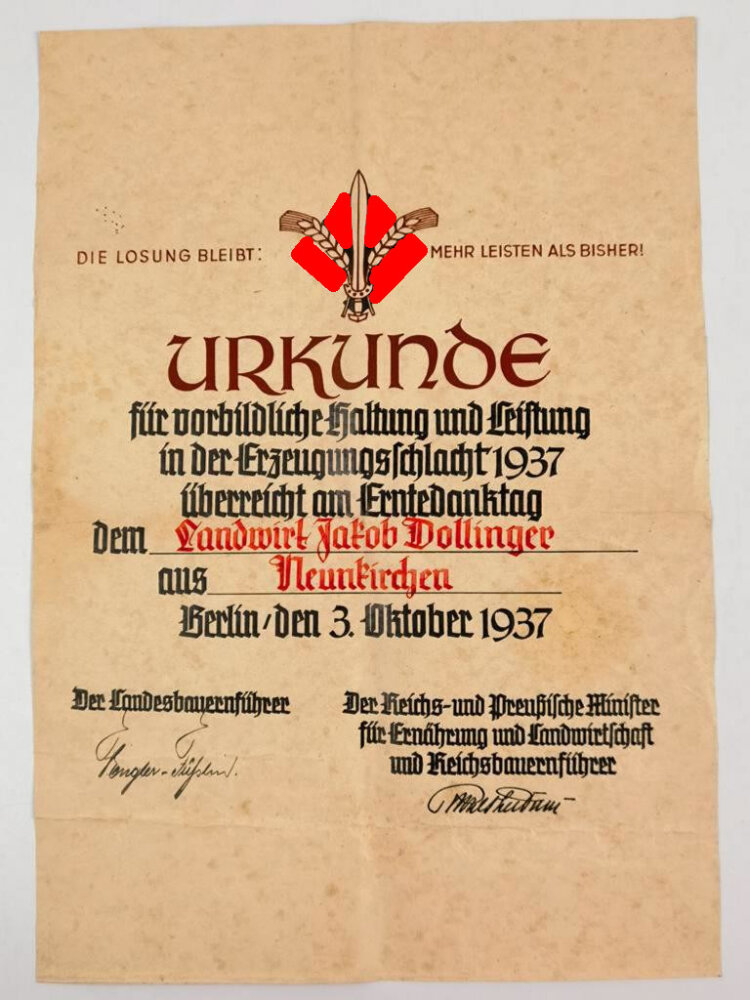 DIE LOSUNG BLEIBT: MEHR LEISTEN ALS BISHER!
URKUNDE
für vorbildliche Haltung und Leistung
in der Erzeugungsschlacht 1937
überreicht am Erntedanktag
dem Landwirt Jakob Dollinger
aus Neunkirchen
Berlin, den 3. Oktober 1937
Der Landesbauernführer
Der Reichs- und Preußische Minister
für Ernährung und Landwirtschaft
und Reichsbauernführer